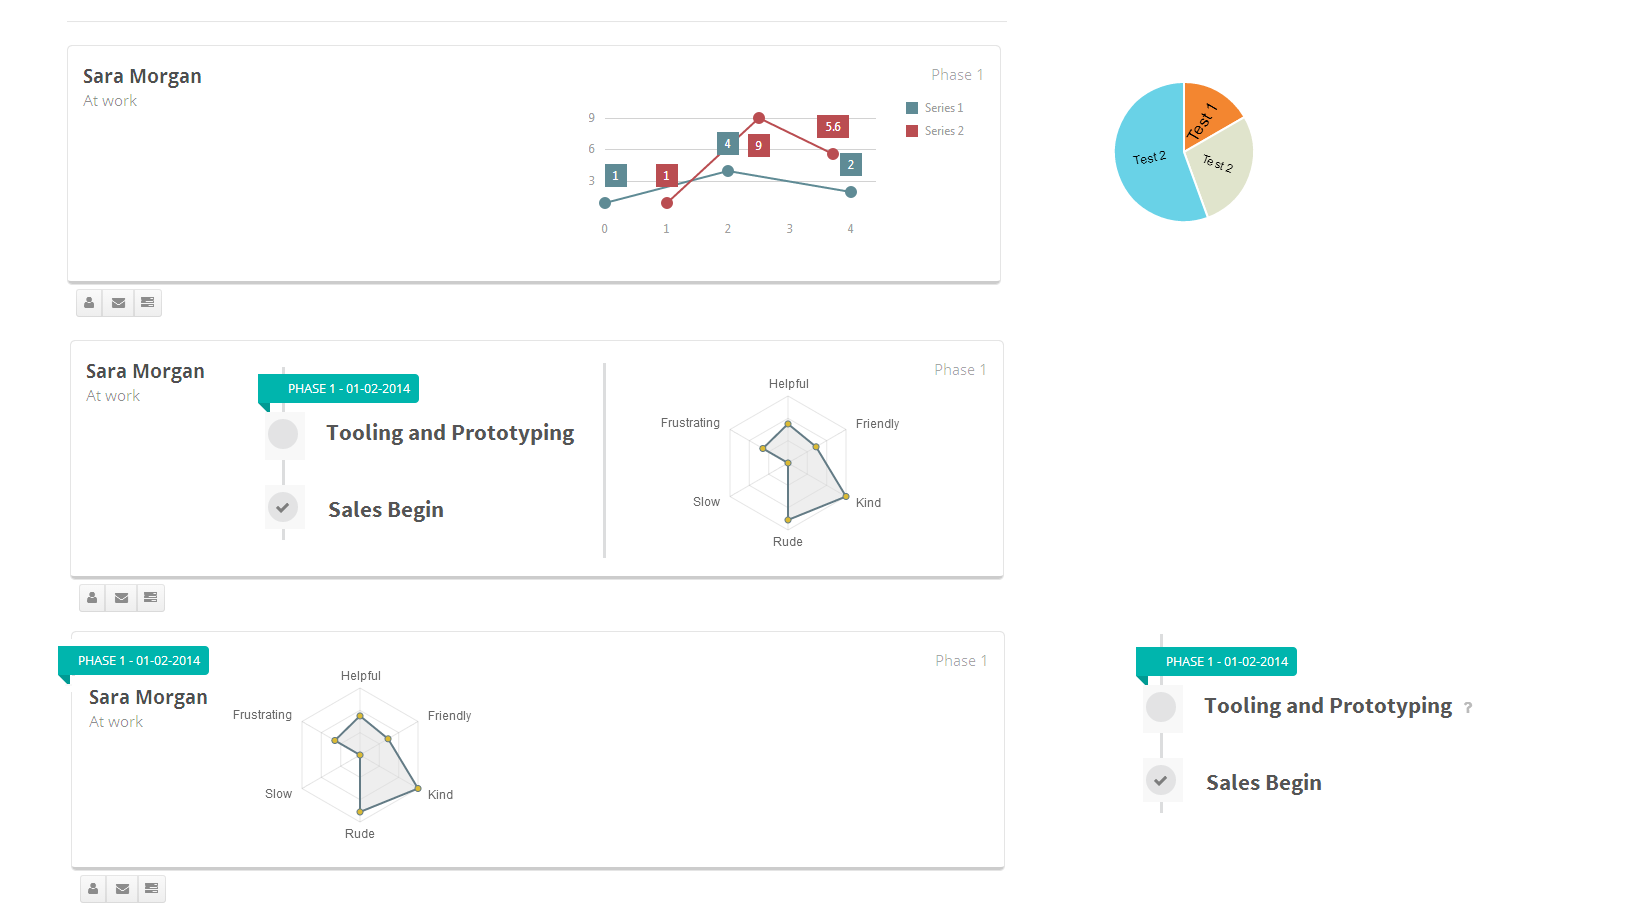 Sara Morgan
At work
Phase 1
Series 1
Series 2
9
6
3
1
1
4
9
5.6
2
0 1 2 3 4
Test 1
Test 2
Test 2
Sara Morgan
At work
PHASE 1 - 01-02-2014
Tooling and Prototyping
Sales Begin
Phase 1
Helpful
Frustrating
Friendly
Slow
Kind
Rude
PHASE 1 - 01-02-2014
Sara Morgan
At work
Phase 1
Helpful
Frustrating
Friendly
Slow
Kind
Rude
PHASE 1 - 01-02-2014
Tooling and Prototyping ?
Sales Begin